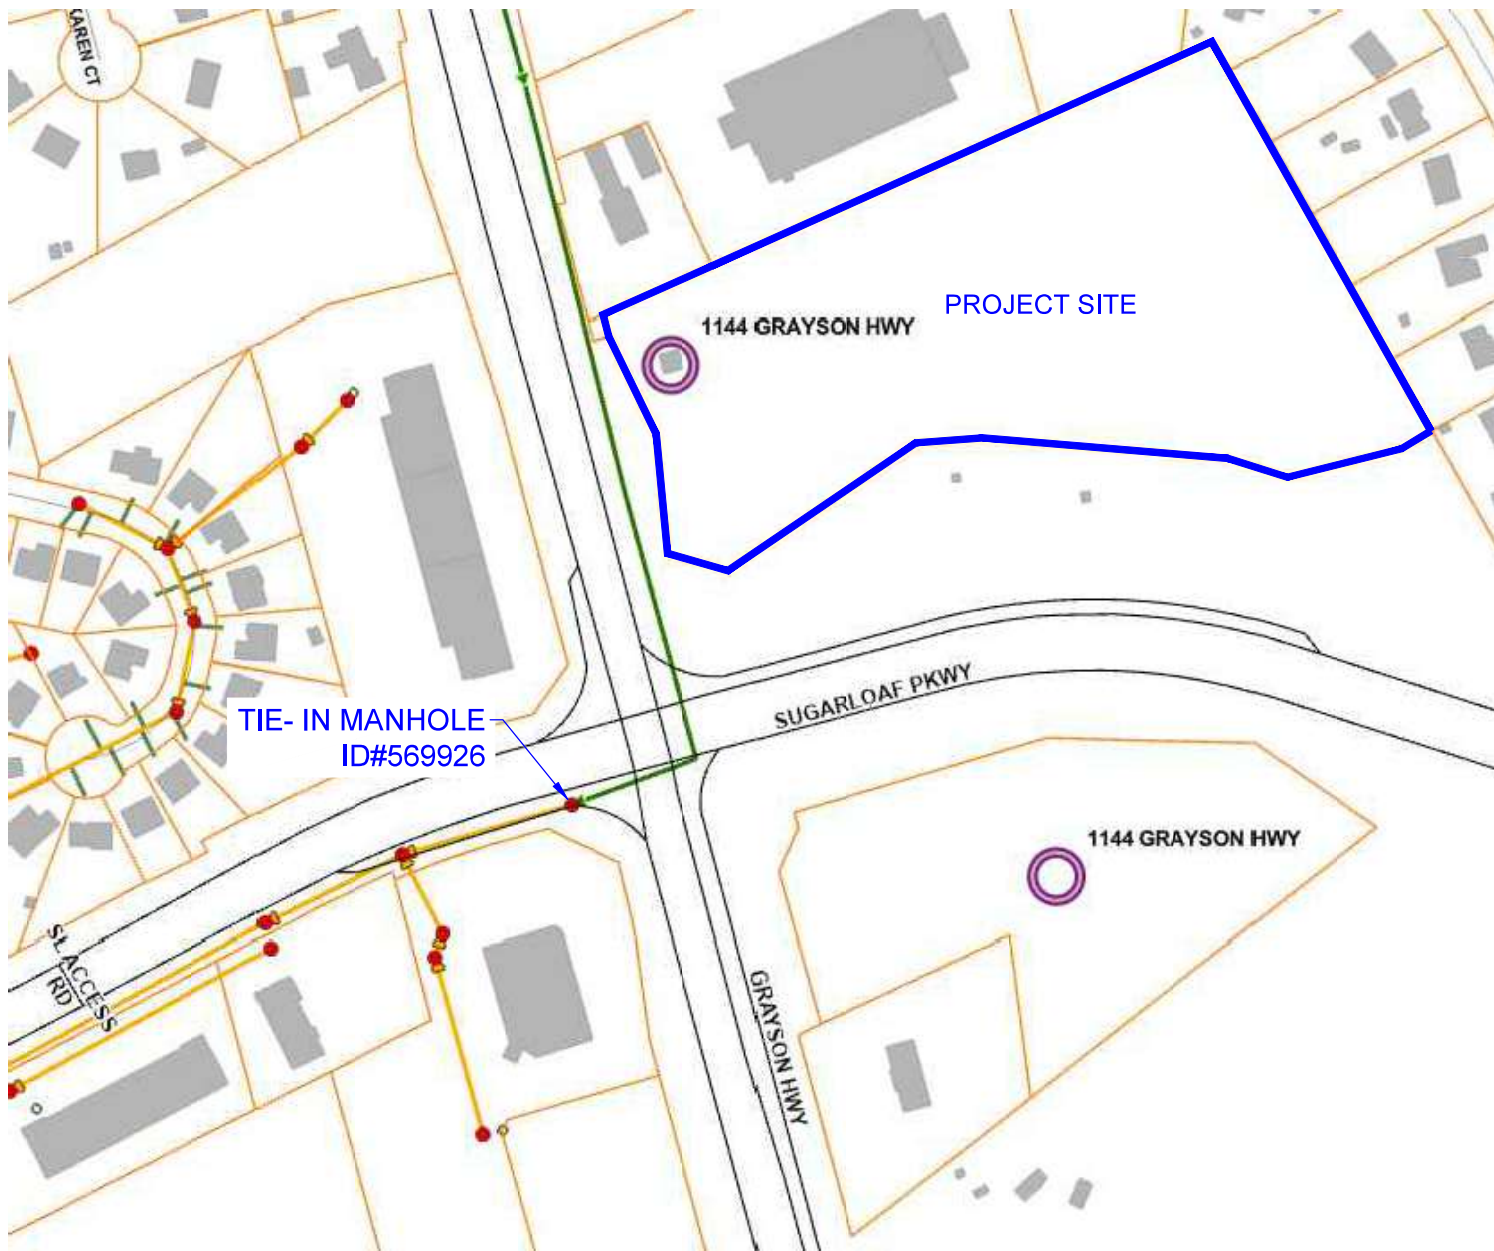 KAREN CT
1144 GRAYSON HWY
PROJECT SITE
SUGARLOAF PKWY
TIE- IN MANHOLE
ID#569926
1144 GRAYSON HWY
SL ACCESS
RD
GRAYSON HWY